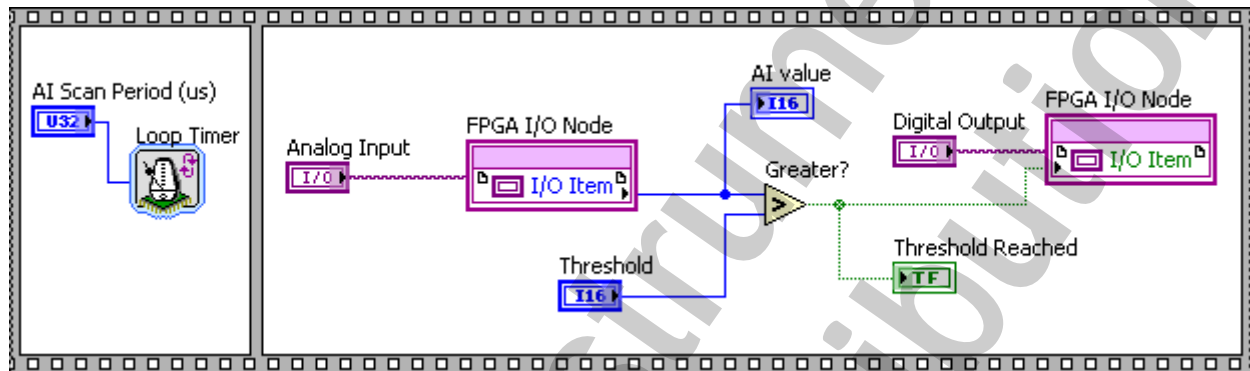 AI Scan Period (us)
U32
Loop Timer
Analog Input
I/O
FPGA I/O Node
I/O Item
Threshold
I16
AI value
I16
Greater?
>
Digital Output
I/O
FPGA I/O Node
I/O Item
Threshold Reached
TF